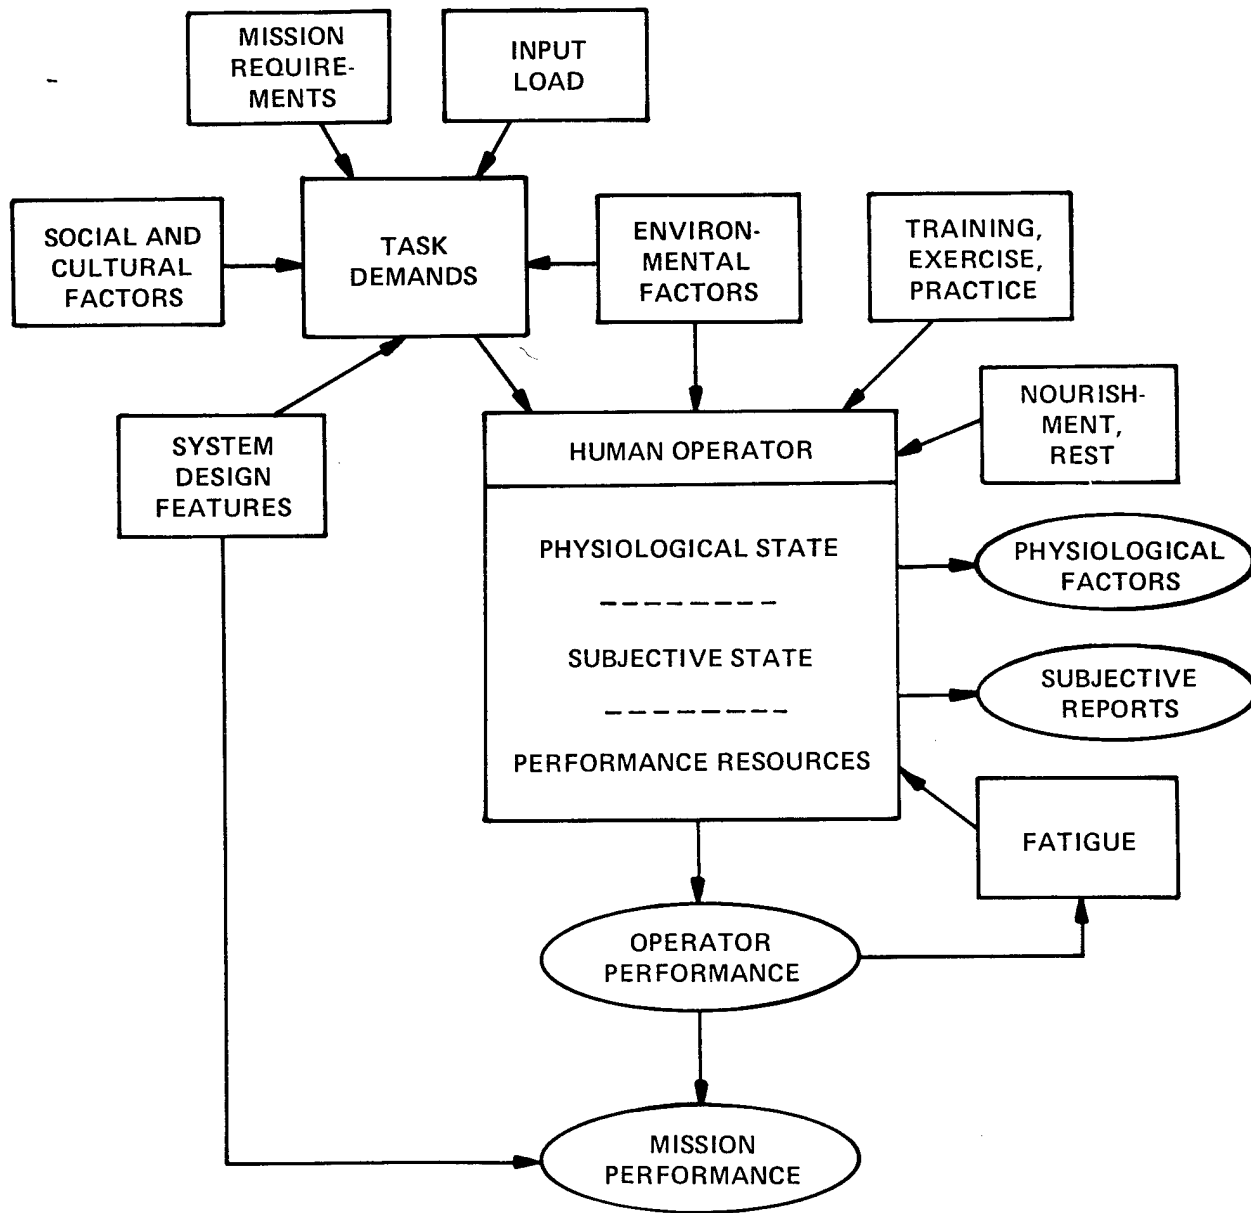 MISSION
REQUIRE-
MENTS
INPUT
LOAD
SOCIAL AND
CULTURAL
FACTORS
TASK
DEMANDS
ENVIRON-
MENTAL
FACTORS
TRAINING,
EXERCISE,
PRACTICE
SYSTEM
DESIGN
FEATURES
HUMAN OPERATOR
NOURISH-
MENT,
REST
PHYSIOLOGICAL STATE
PHYSIOLOGICAL
FACTORS
SUBJECTIVE STATE
SUBJECTIVE
REPORTS
PERFORMANCE RESOURCES
FATIGUE
OPERATOR
PERFORMANCE
MISSION
PERFORMANCE